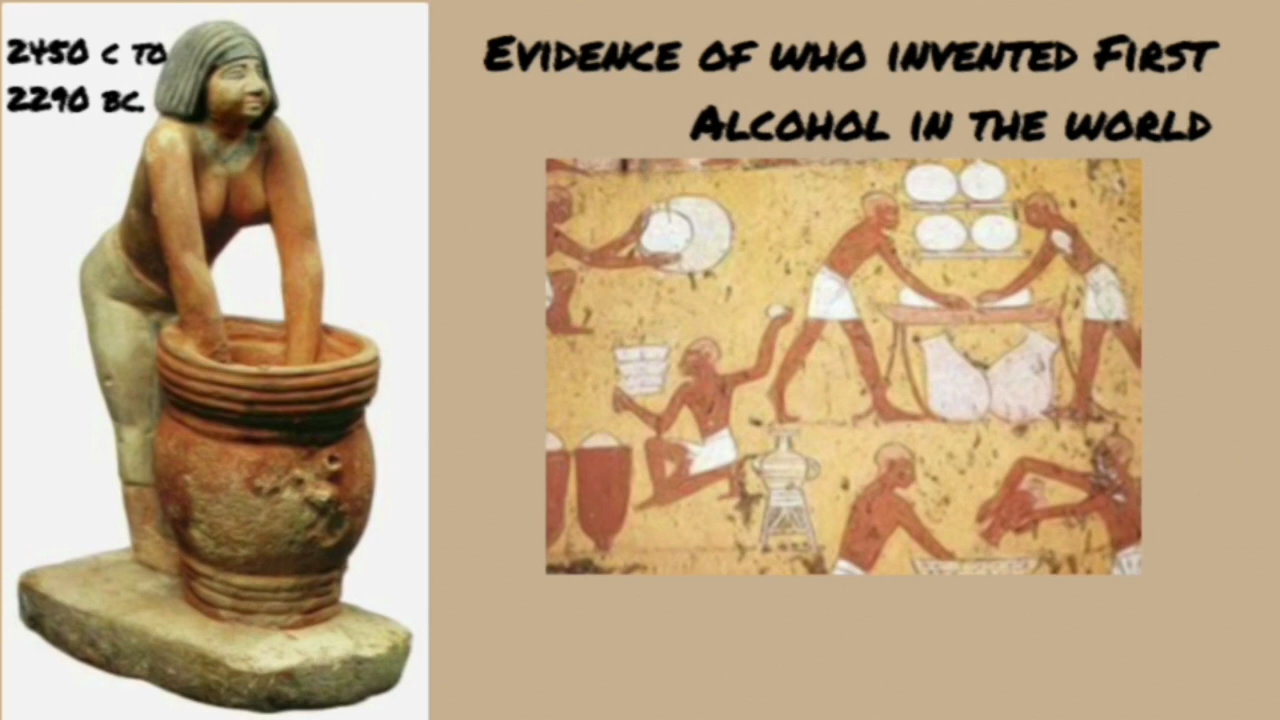 2450 C TO
2290 BC
EVIDENCE OF WHO INVENTED FIRST
ALCOHOL IN THE WORLD